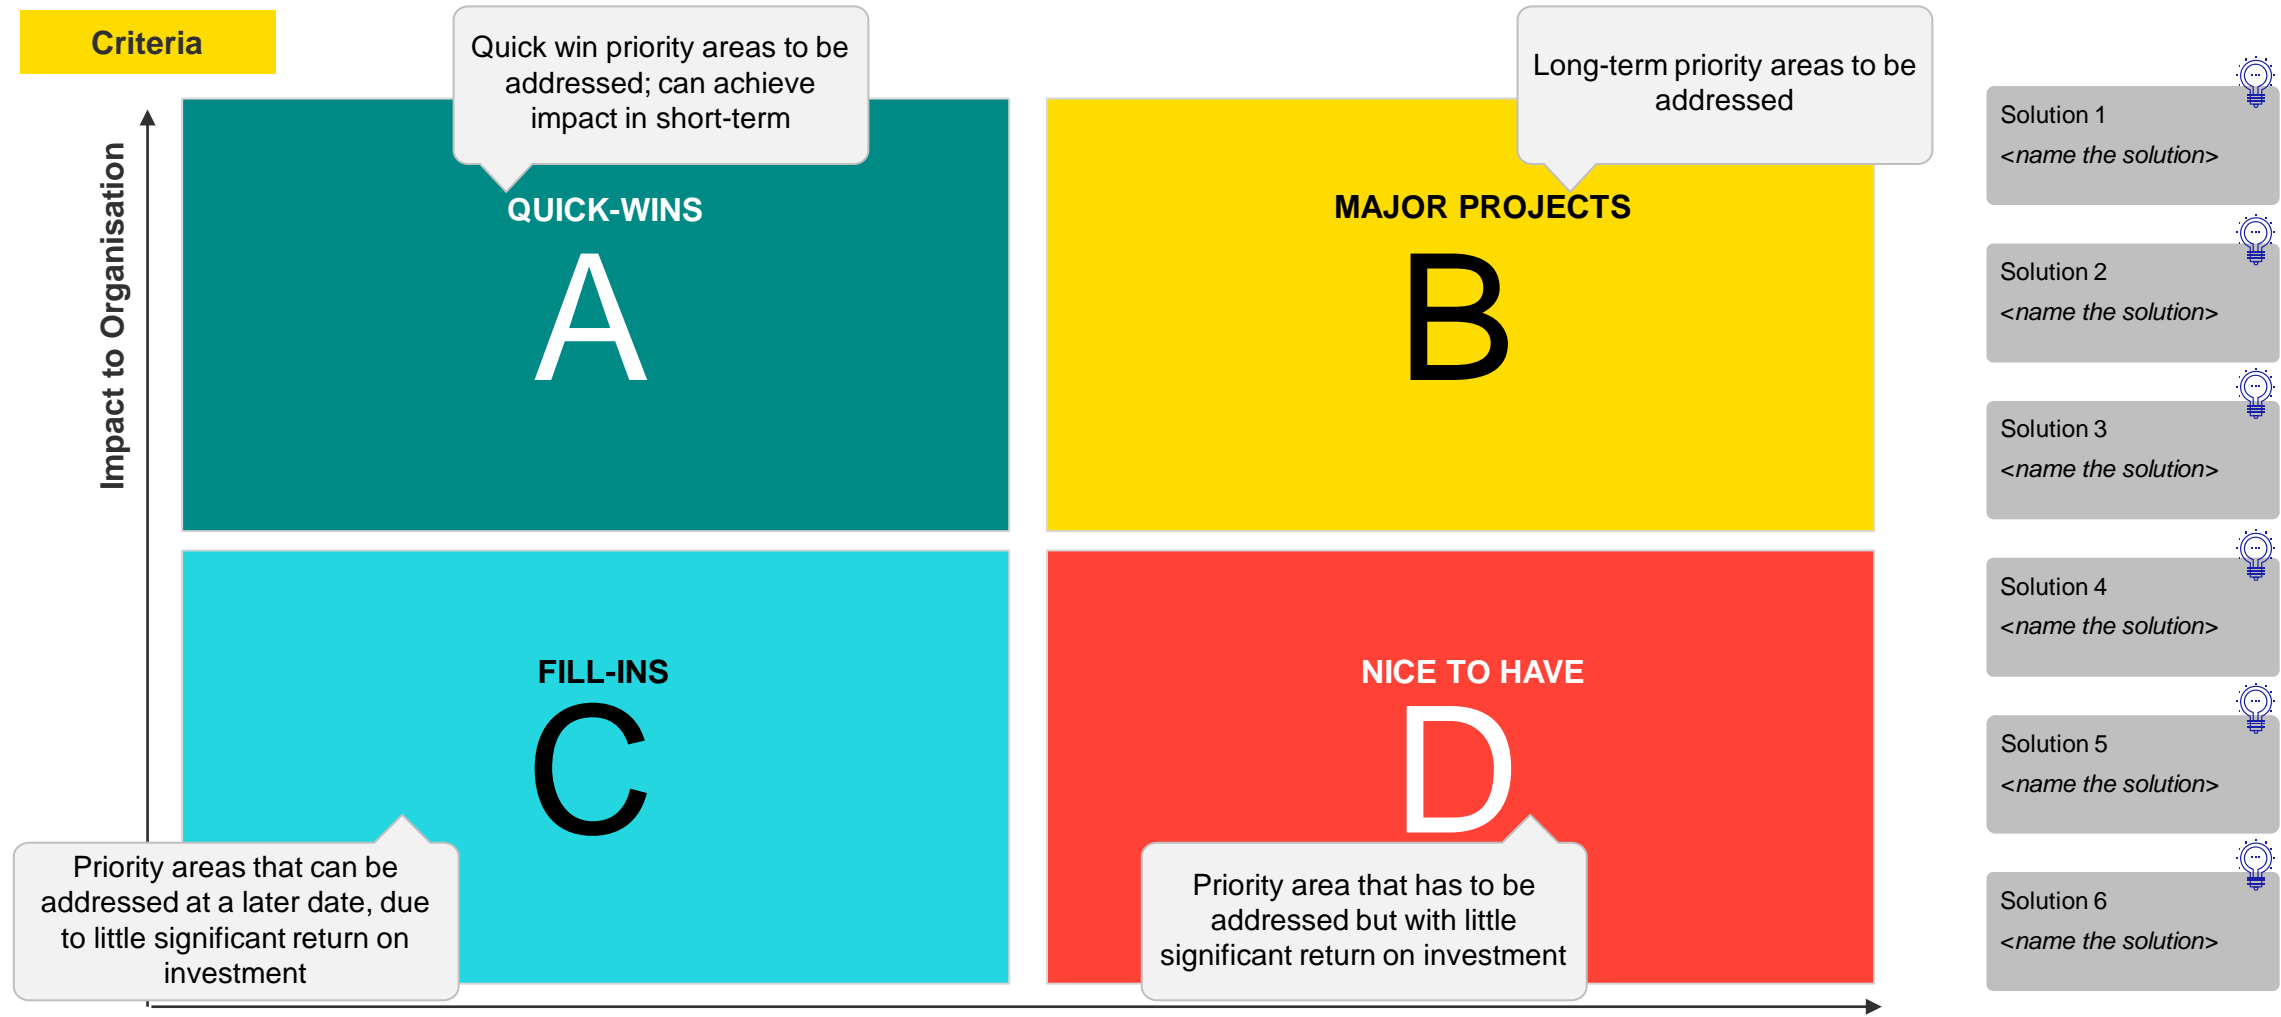 Criteria
Quick win priority areas to be
addressed; can achieve
impact in short-term
Long-term priority areas to be
addressed
Impact to Organisation
QUICK-WINS
A
MAJOR PROJECTS
B
FILL-INS
C
NICE TO HAVE
D
Priority areas that can be
addressed at a later date, due
to little significant return on
investment
Priority area that has to be
addressed but with little
significant return on investment
Solution 1
<name the solution>
Solution 2
<name the solution>
Solution 3
<name the solution>
Solution 4
<name the solution>
Solution 5
<name the solution>
Solution 6
<name the solution>